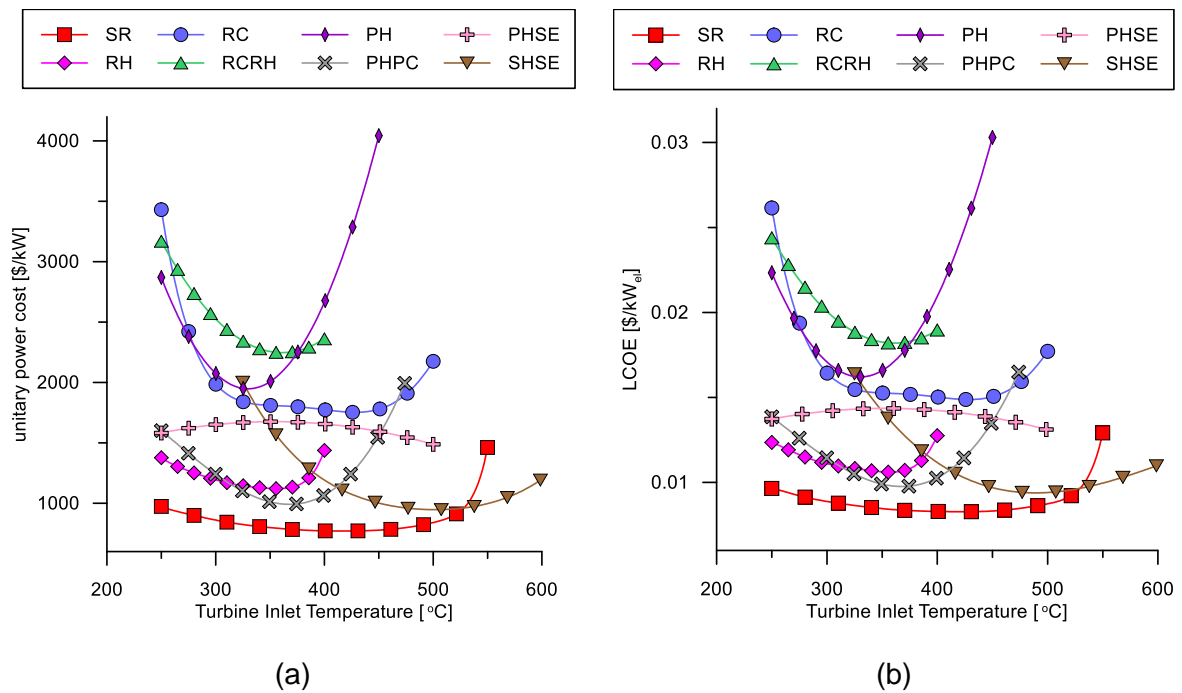 SR RC PH PHSE
RH RCRH PHPC SHSE
4000
3000
2000
1000
unitary power cost [$/kW]
200 300 400 500 600
Turbine Inlet Temperature [ °C]
(a)
SR RC PH PHSE
RH RCRH PHPC SHSE
0.03
0.02
0.01
LCOE [$/kWel]
200 300 400 500 600
Turbine Inlet Temperature [ °C]
(b)